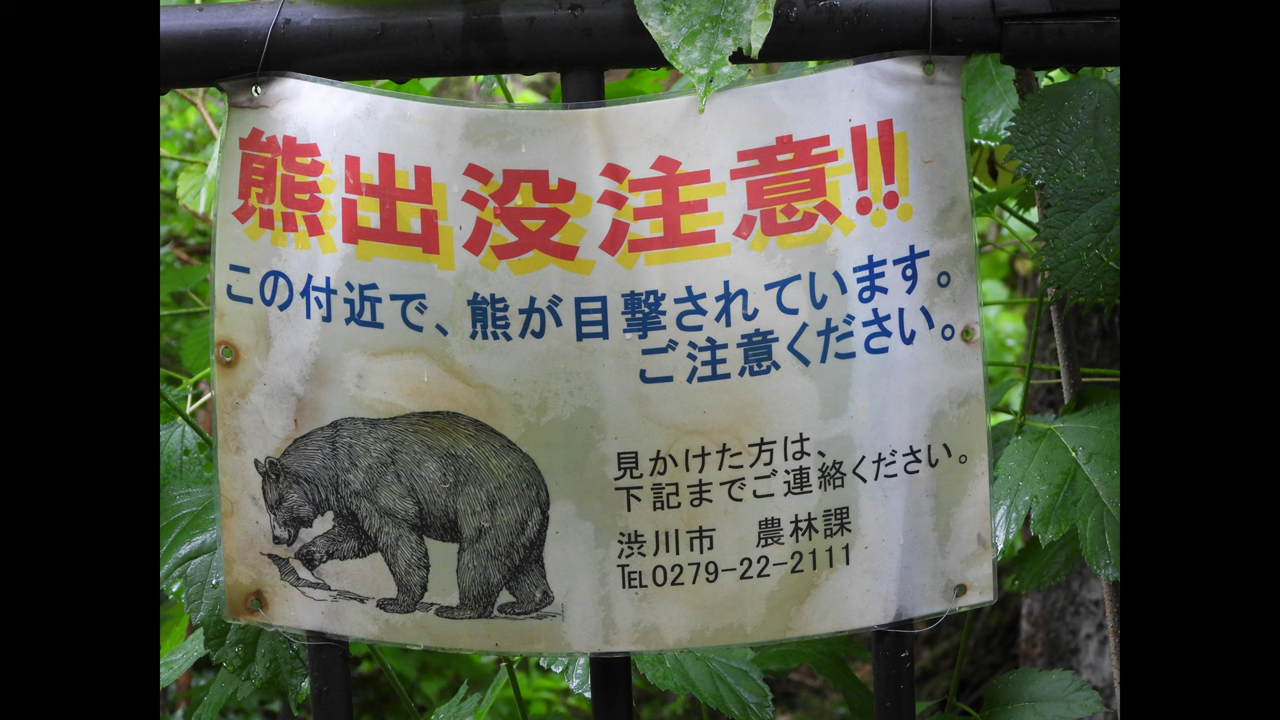 熊出没注意!!
この付近で、熊が目撃されています。
ご注意ください。
見かけた方は、
下記までご連絡ください。
渋川市　農林課
℡0279-22-2111